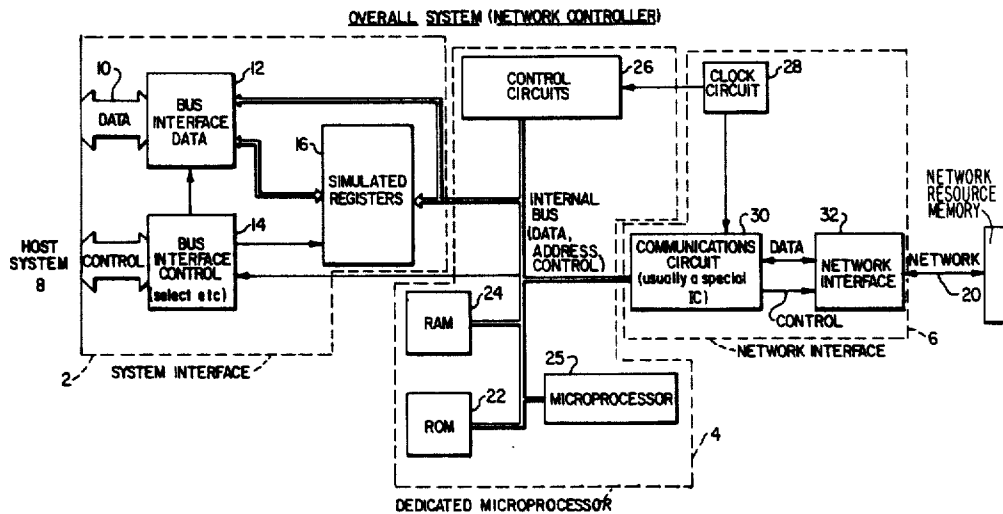 OVERALL SYSTEM (NETWORK CONTROLLER)
10
12
DATA
BUS
INTERFACE
DATA
16
SIMULATED
REGISTERS
14
HOST
SYSTEM
8
CONTROL
BUS
INTERFACE
CONTROL
(select etc)
2
SYSTEM INTERFACE
CONTROL
CIRCUITS
26
CLOCK
CIRCUIT
28
INTERNAL
BUS
(DATA,
ADDRESS,
CONTROL)
30
COMMUNICATIONS
CIRCUIT
(usually a special
IC)
DATA
CONTROL
32
NETWORK
INTERFACE
NETWORK
20
NETWORK
RESOURCE
MEMORY
6
NETWORK INTERFACE
24
RAM
22
ROM
25
MICROPROCESSOR
4
DEDICATED MICROPROCESSOR